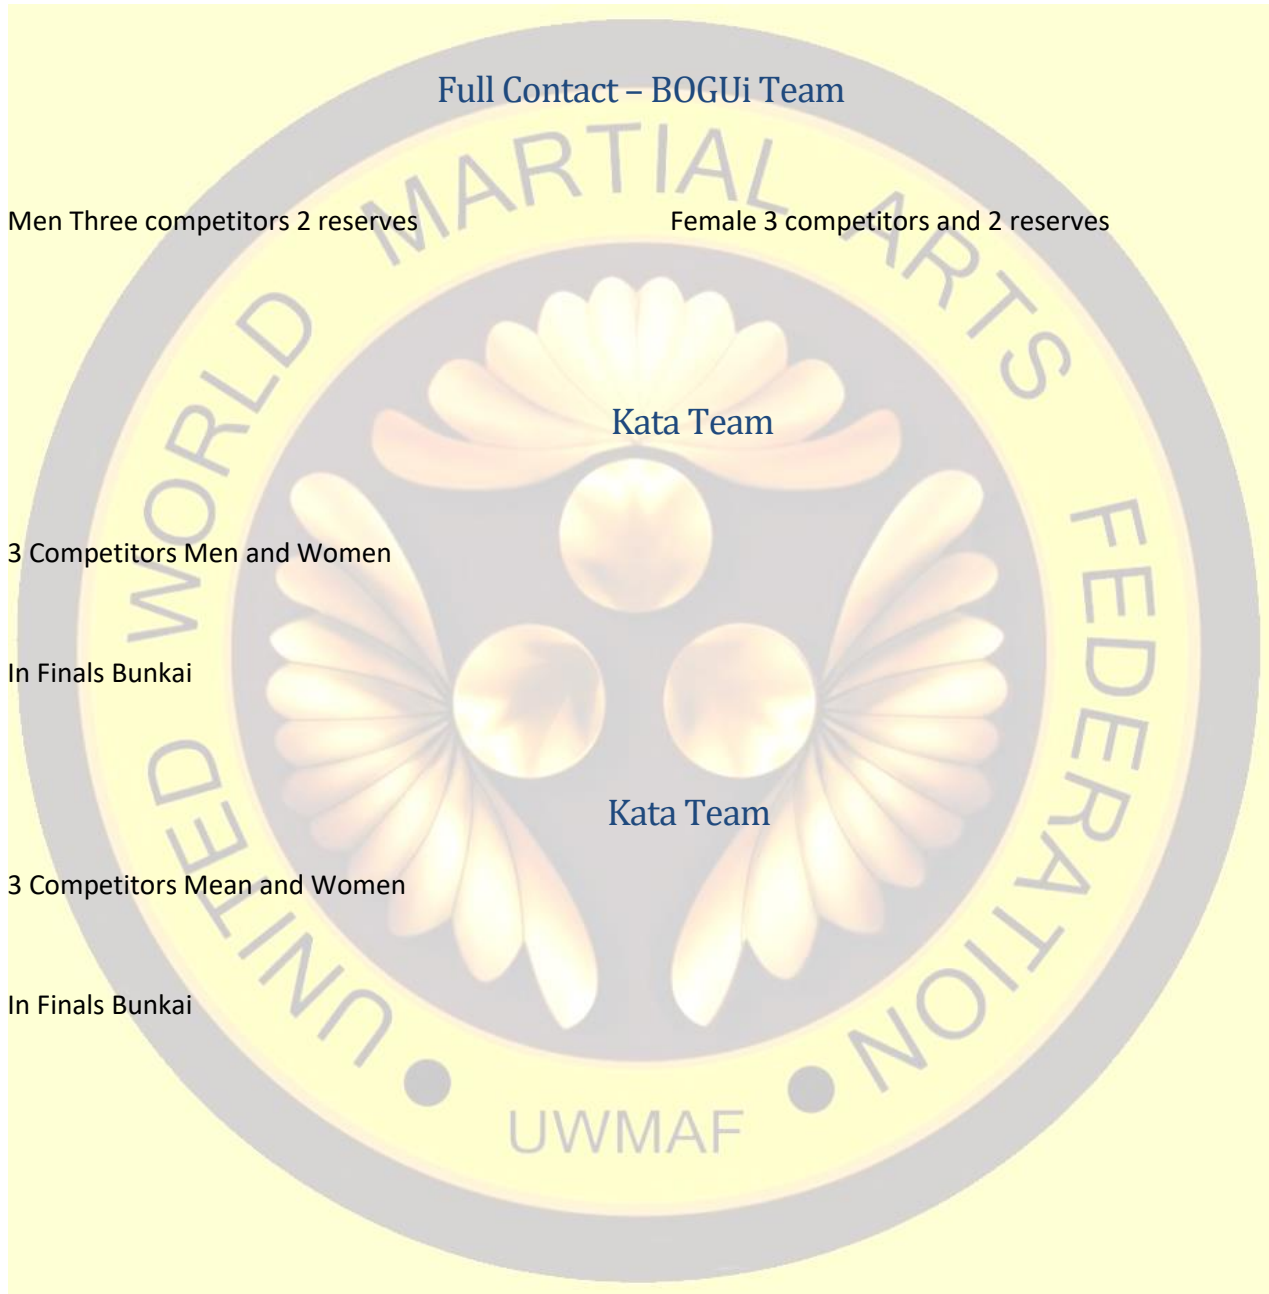 Full Contact – BOGUi Team
Men Three competitors 2 reserves Female 3 competitors and 2 reserves
Kata Team
3 Competitors Men and Women
In Finals Bunkai
Kata Team
3 Competitors Mean and Women
In Finals Bunkai
• UNITED WORLD MARTIAL ARTS FEDERATION •
UWMAF